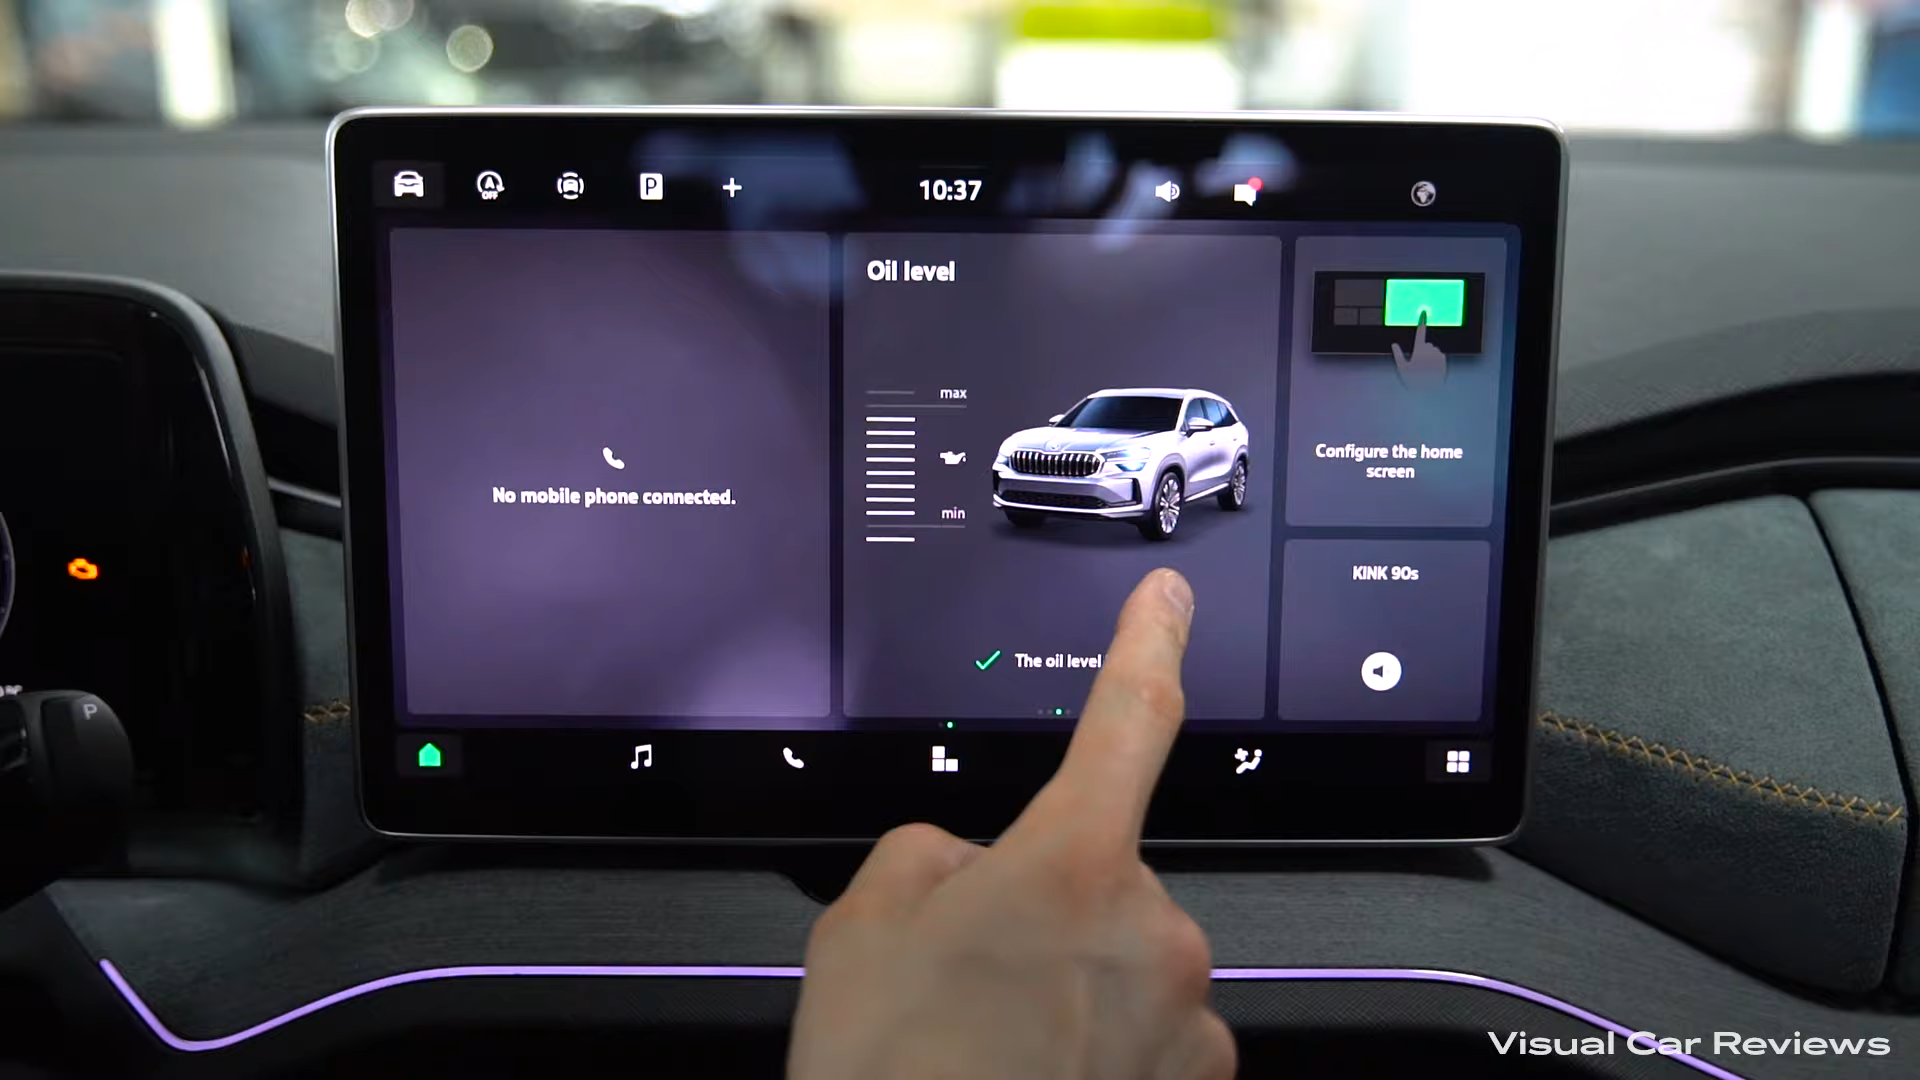 A
OFF
P
10:37
Oil level
max
min
The oil level
No mobile phone connected.
Configure the home
screen
KINK 90s
P
Visual Car Reviews